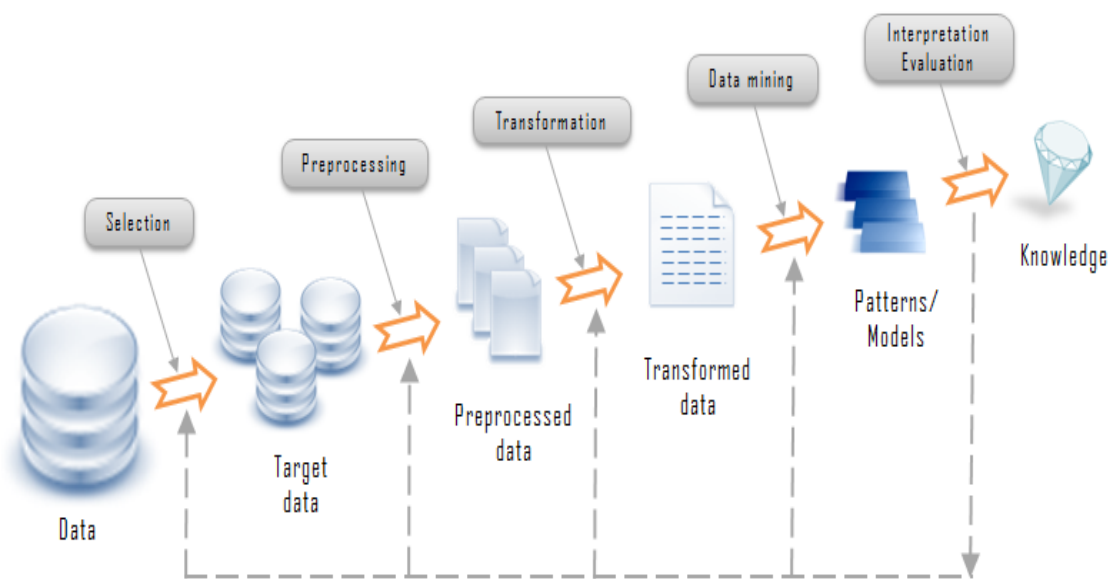 Interpretation
Evaluation
Data mining
Transformation
Preprocessing
Selection
Knowledge
Patterns/
Models
Transformed
data
Preprocessed
data
Target
data
Data